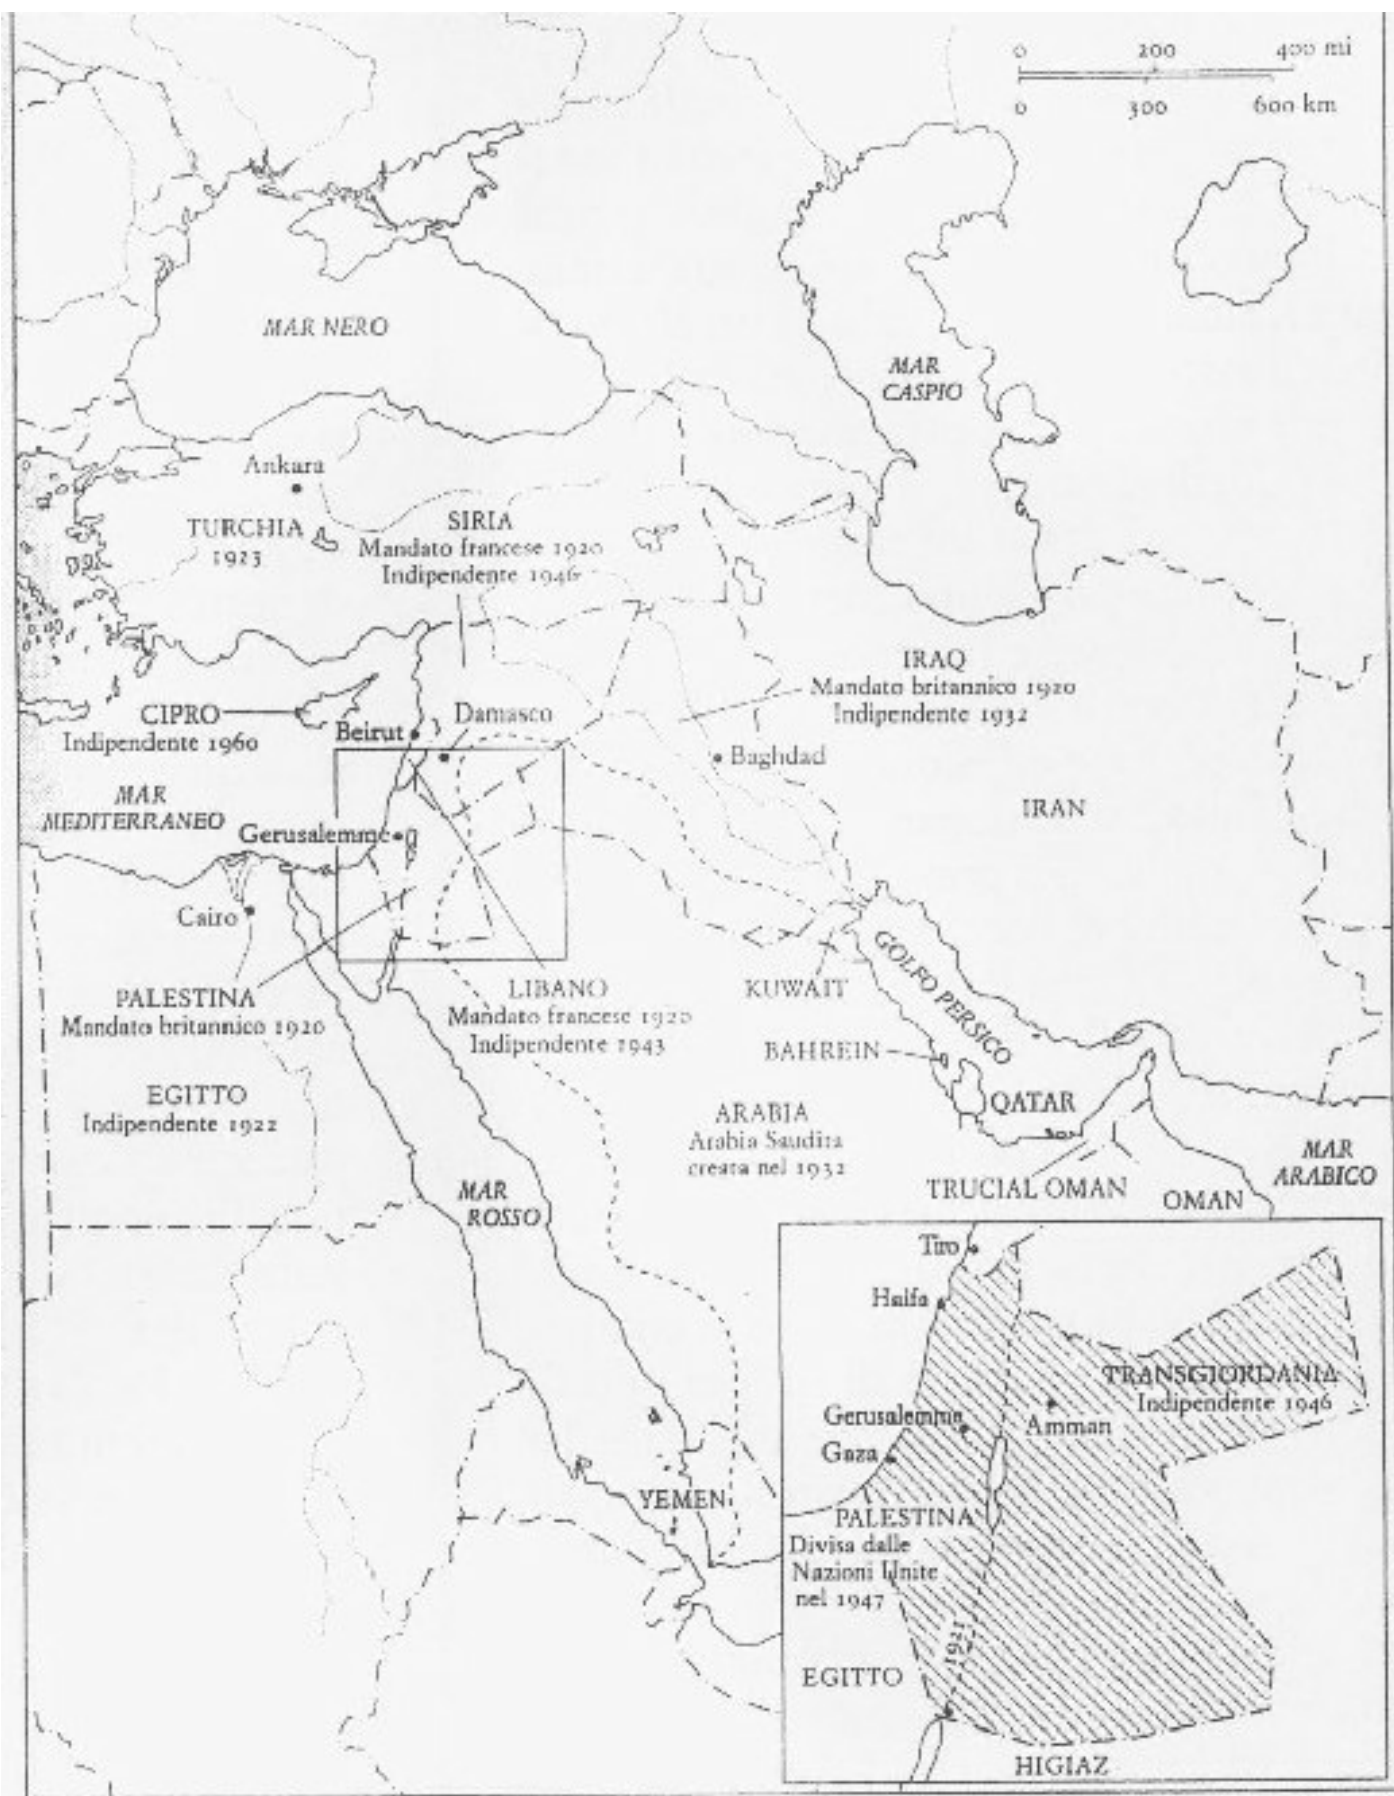 0 200 400 mi
0 300 600 km
MAR NERO
MAR
CASPIO
Ankara
TURCHIA
1923
SIRIA
Mandato francese 1920
Indipendente 1946
IRAQ
Mandato britannico 1920
Indipendente 1932
CIPRO
Indipendente 1960
Beirut
Damasco
Baghdad
MAR
MEDITERRANEO
IRAN
Gerusalemme
Cairo
GOLFO PERSICO
PALESTINA
Mandato britannico 1920
LIBANO
Mandato francese 1920
Indipendente 1943
KUWAIT
BAHREIN
EGITTO
Indipendente 1922
ARABIA
Arabia Saudita
creata nel 1932
QATAR
MAR
ARABICO
TRUCIAL OMAN
OMAN
MAR
ROSSO
YEMEN
Tiro
Haifa
TRANSGIORDANIA
Indipendente 1946
Gerusalemme
Amman
Gaza
PALESTINA
Divisa dalle
Nazioni Unite
nel 1947
1921
EGITTO
HIGIAZ